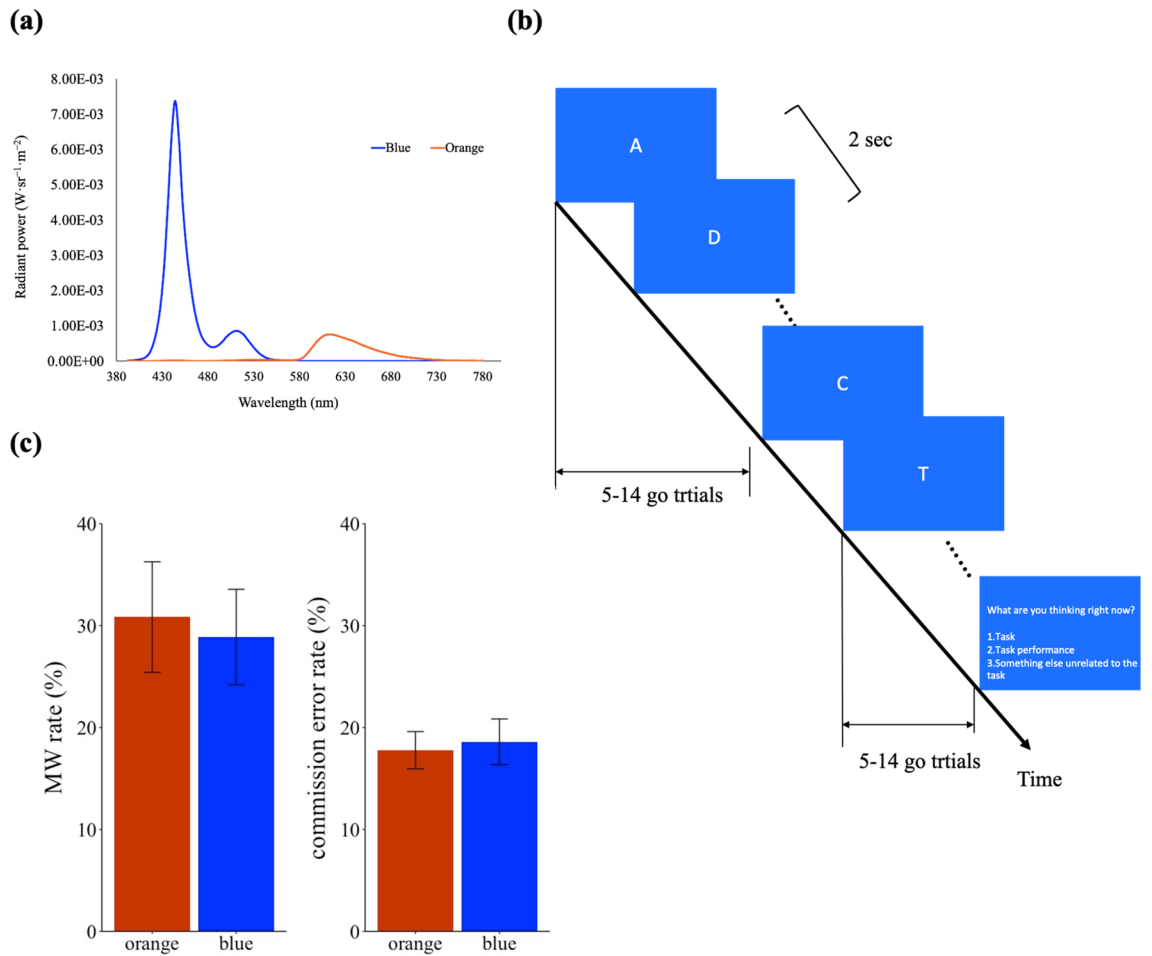 (a)
8.00E-03
7.00E-03
6.00E-03
5.00E-03
4.00E-03
3.00E-03
2.00E-03
1.00E-03
0.00E+00
Radiant power (W·sr⁻¹·m⁻²)
Blue Orange
380 430 480 530 580 630 680 730 780
Wavelength (nm)
(b)
A
2 sec
D
C
T
5-14 go trtials
What are you thinking right now?
1.Task
2.Task performance
3.Something else unrelated to the
task
5-14 go trtials
Time
(c)
40
30
20
10
0
MW rate (%)
orange blue
40
30
20
10
0
commission error rate (%)
orange blue